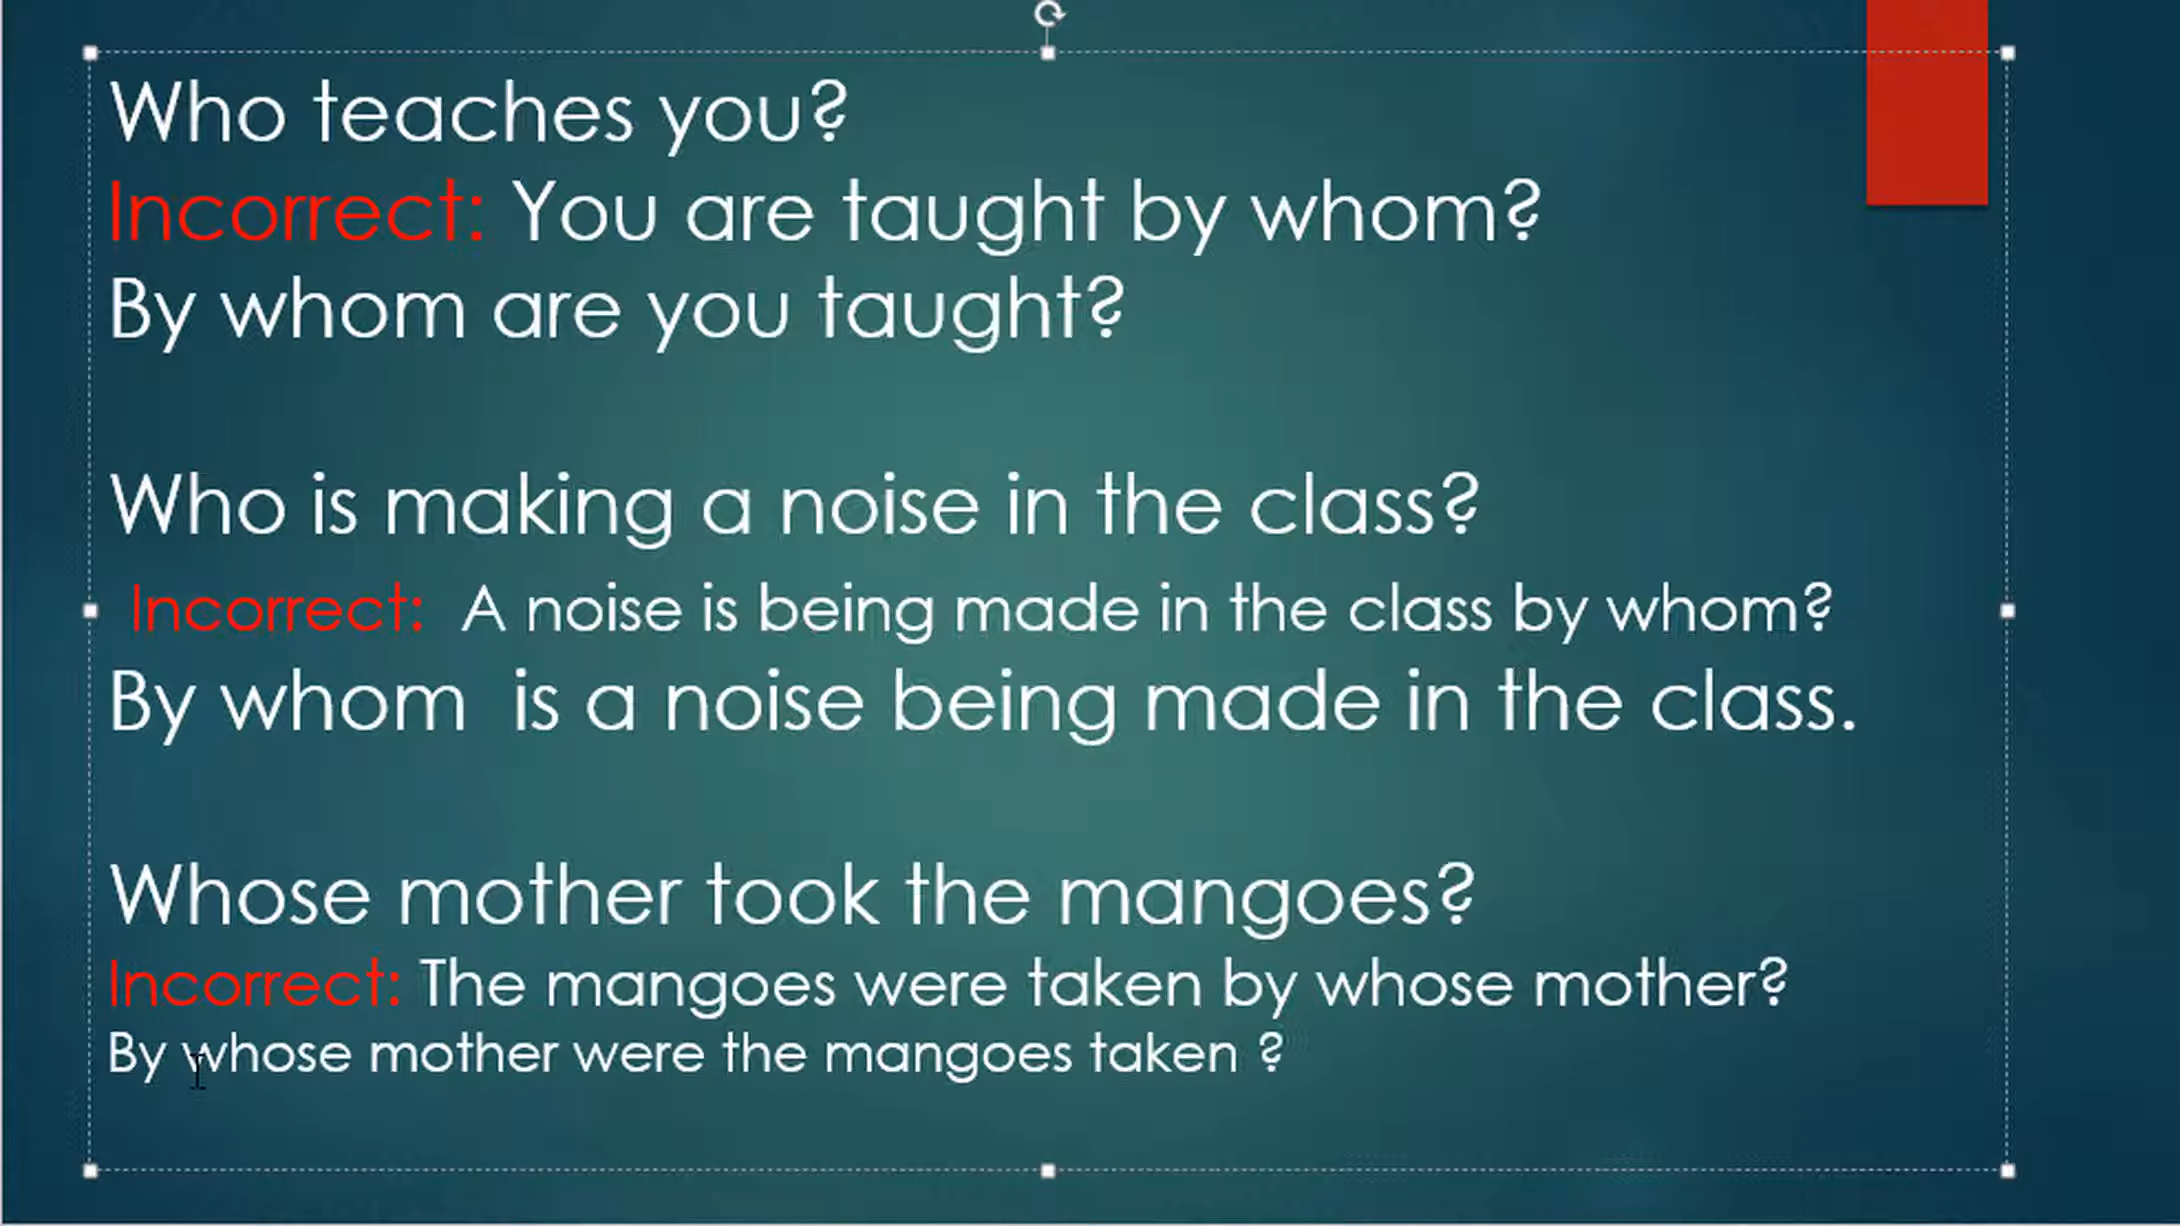 Who teaches you?
Incorrect: You are taught by whom?
By whom are you taught?
Who is making a noise in the class?
Incorrect: A noise is being made in the class by whom?
By whom is a noise being made in the class.
Whose mother took the mangoes?
Incorrect: The mangoes were taken by whose mother?
By whose mother were the mangoes taken ?